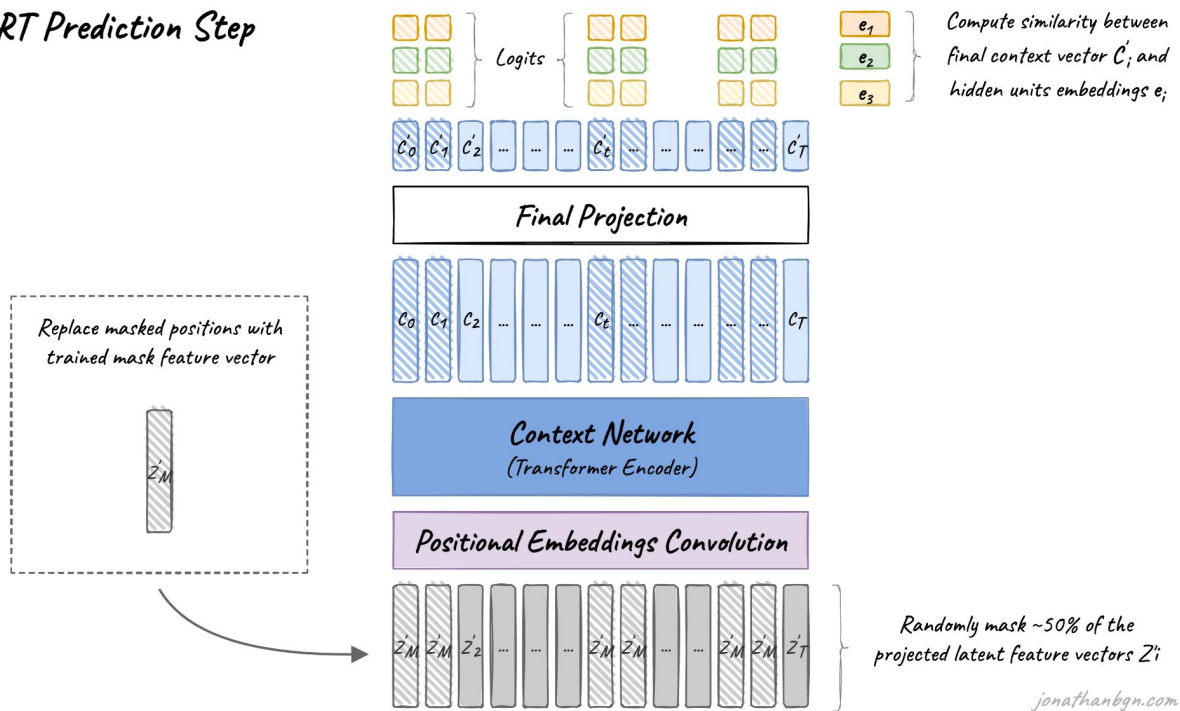 RT Prediction Step
Logits
e1
e2
e3
Compute similarity between
final context vector C'i and
hidden units embeddings ei
C'0 C'1 C'2 ... ... ... C't ... ... ... ... ... C'T
Final Projection
C0 C1 C2 ... ... ... Ct ... ... ... ... ... CT
Replace masked positions with
trained mask feature vector
Z'M
Context Network
(Transformer Encoder)
Positional Embeddings Convolution
Z'M Z'M Z'2 ... ... ... Z'M Z'M ... ... Z'M Z'M Z'T
Randomly mask ~50% of the
projected latent feature vectors Z'i
jonathanbgn.com